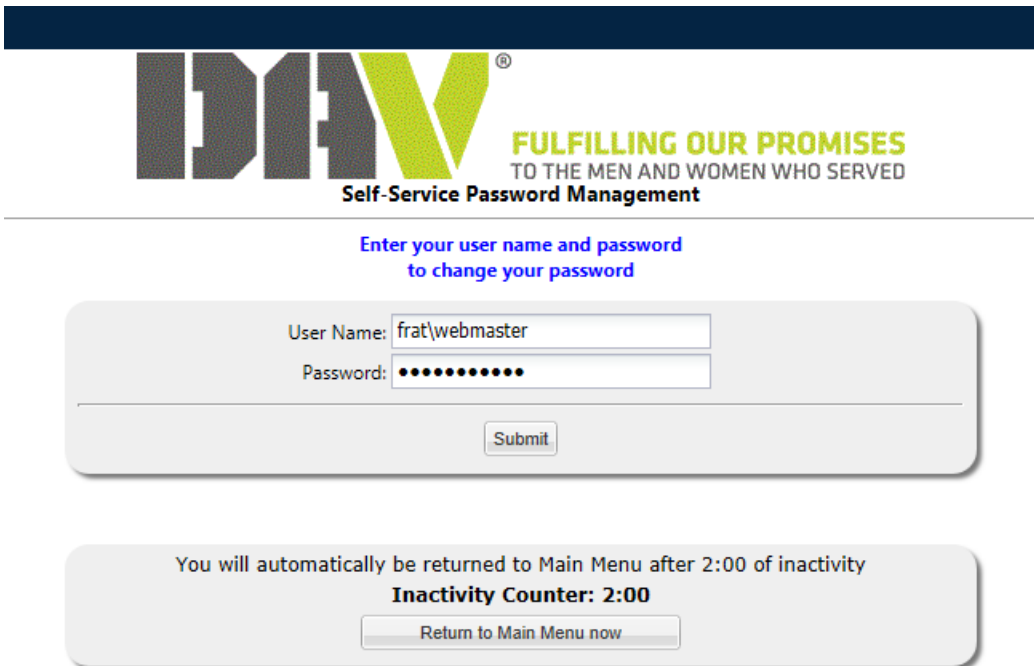 DAV®
FULFILLING OUR PROMISES
TO THE MEN AND WOMEN WHO SERVED
Self-Service Password Management
Enter your user name and password
to change your password
User Name: frat\webmaster
Password: •••••••••••
Submit
You will automatically be returned to Main Menu after 2:00 of inactivity
Inactivity Counter: 2:00
Return to Main Menu now